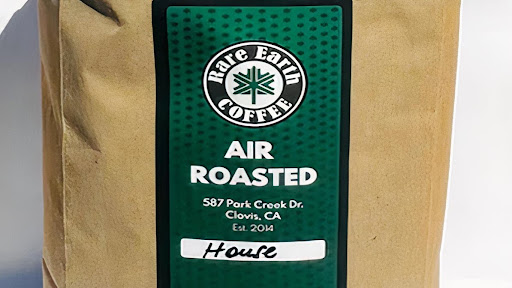 Rare Earth
COFFEE
AIR
ROASTED
587 Park Creek Dr.
Clovis, CA
Est. 2014
House